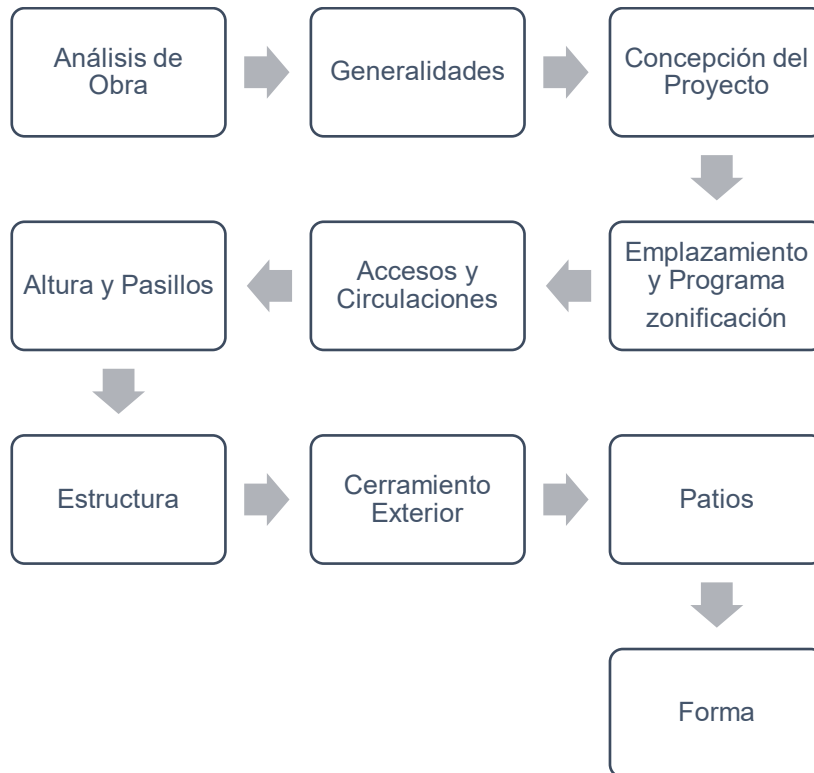 Análisis de
Obra
Generalidades
Concepción del
Proyecto
Emplazamiento
y Programa
zonificación
Accesos y
Circulaciones
Altura y Pasillos
Estructura
Cerramiento
Exterior
Patios
Forma